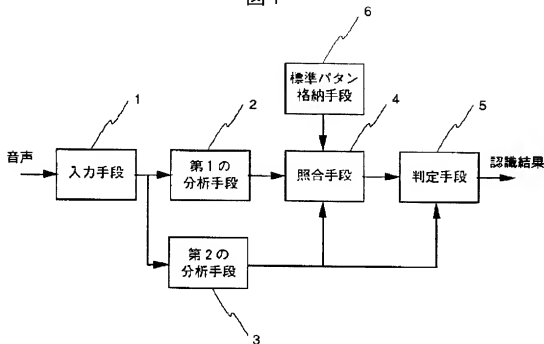 図1
6
標準パタン
格納手段
1
2
4
5
音声
入力手段
第1の
分析手段
照合手段
判定手段
認識結果
第2の
分析手段
3